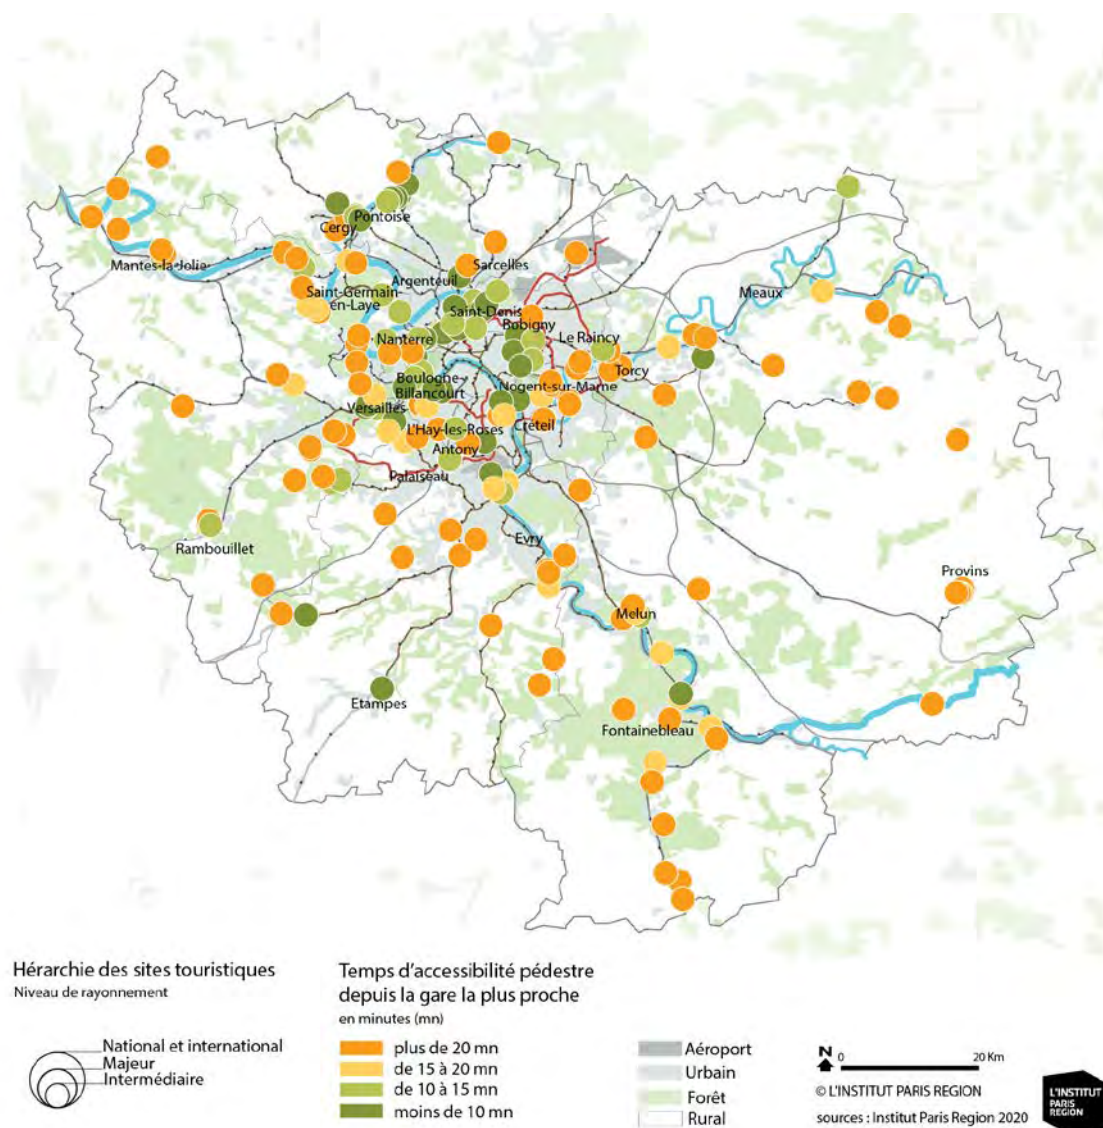 Pontoise
Cergy
Mantes-la-Jolie
Argenteuil
Sarcelles
Saint-Germain-
en-Laye
Saint-Denis
Meaux
Bobigny
Nanterre
Le Raincy
Torcy
Boulogne-
Billancourt
Nogent-sur-Marne
Versailles
L'Hay-les-Roses
Créteil
Antony
Palaiseau
Rambouillet
Evry
Provins
Melun
Etampes
Fontainebleau
Hérarchie des sites touristiques
Niveau de rayonnement
National et international
Majeur
Intermédiaire
Temps d'accessibilité pédestre
depuis la gare la plus proche
en minutes (mn)
plus de 20 mn
de 15 à 20 mn
de 10 à 15 mn
moins de 10 mn
Aéroport
Urbain
Forêt
Rural
N
0 20 Km
© L'INSTITUT PARIS REGION
sources : Institut Paris Region 2020
L'INSTITUT
PARIS
REGION